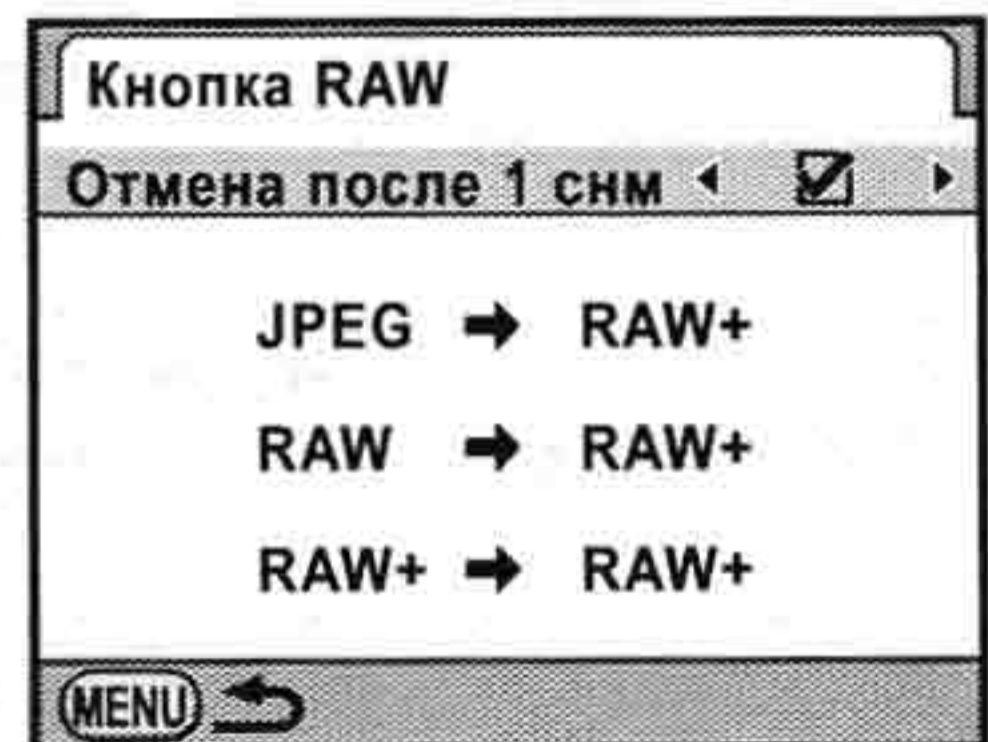 Кнопка RAW
Отмена после 1 снм
JPEG ➡ RAW+
RAW ➡ RAW+
RAW+ ➡ RAW+
MENU